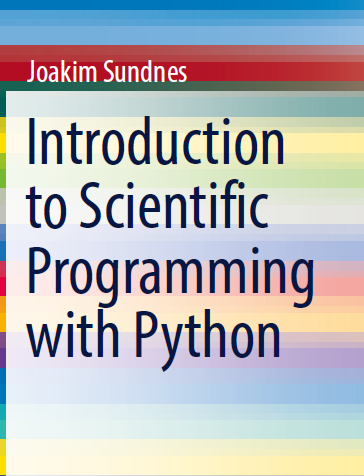 Joakim Sundnes
Introduction
to Scientific
Programming
with Python